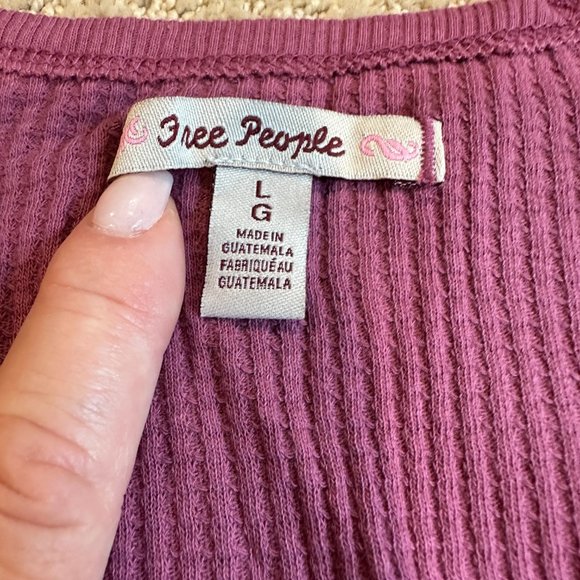 Free People
L
G
MADE IN
GUATEMALA
FABRIQUÉ AU
GUATEMALA